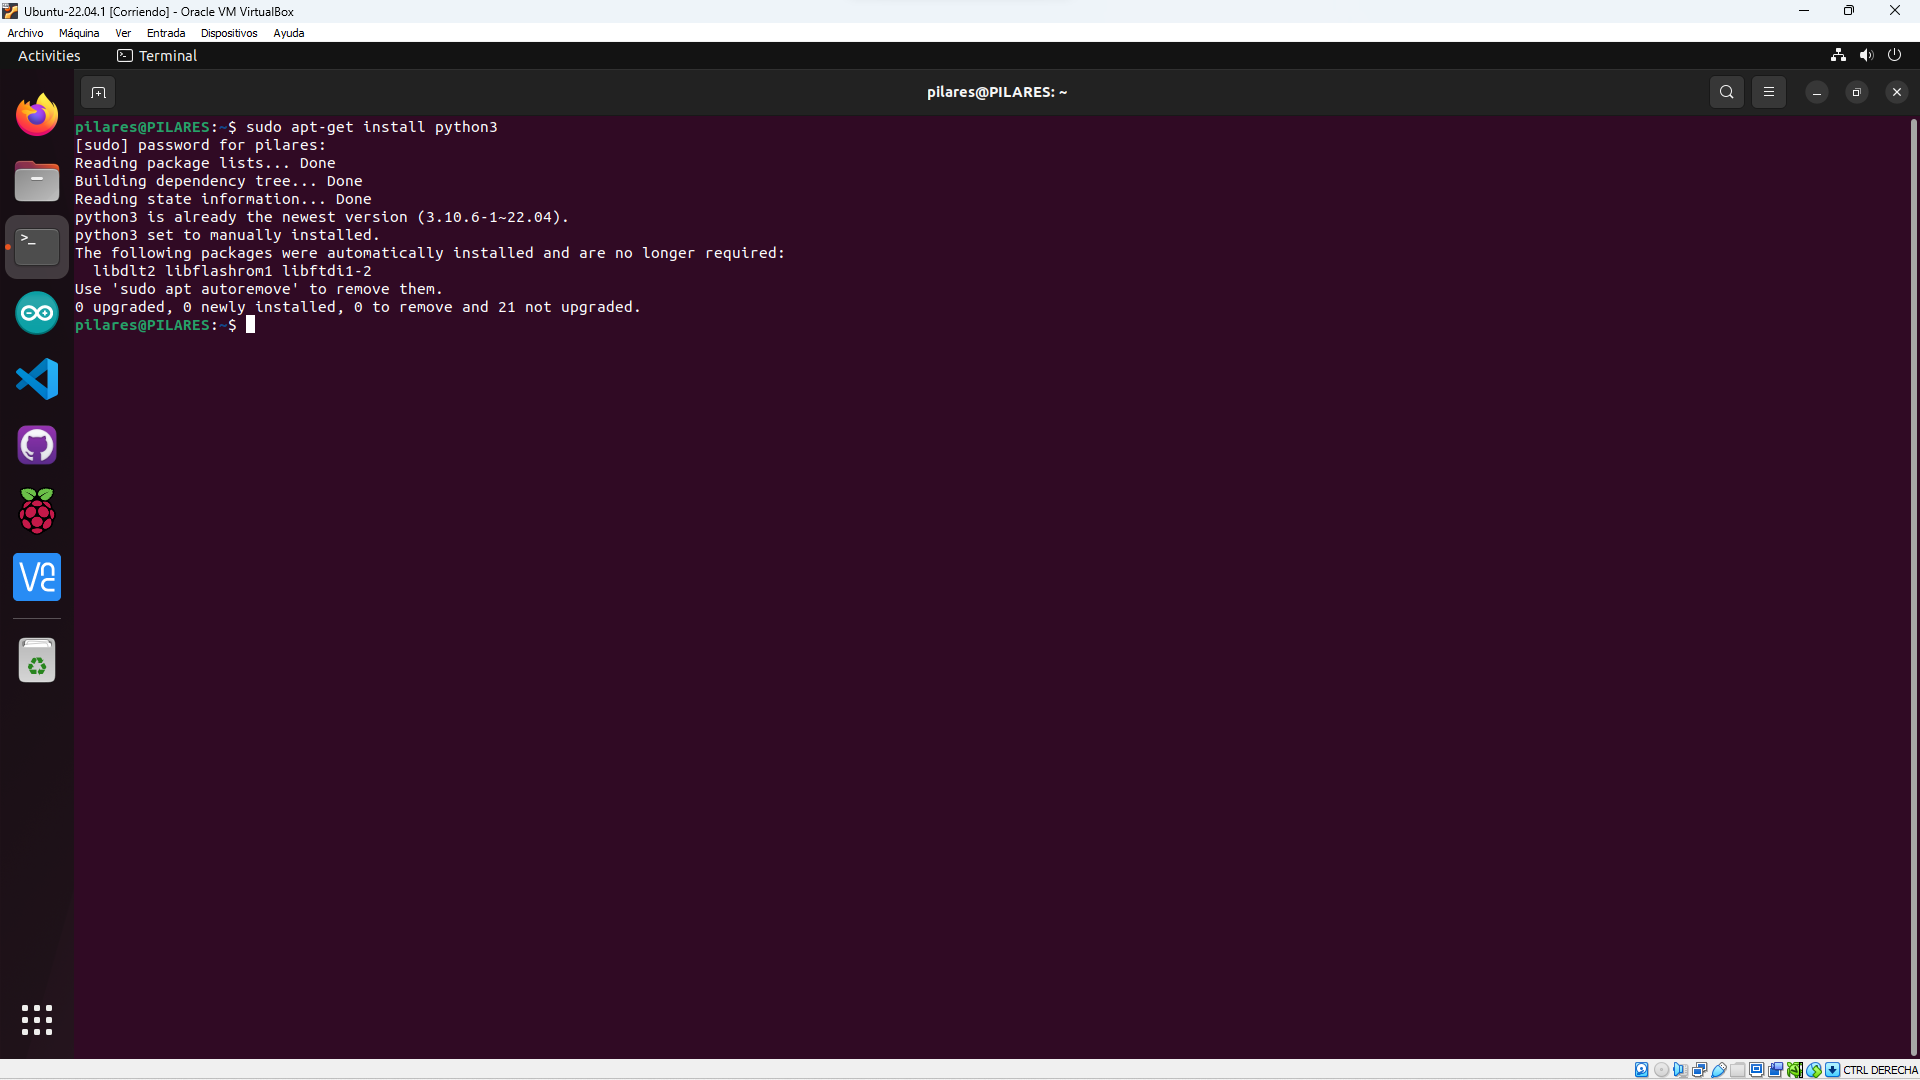 Ubuntu-22.04.1 [Corriendo] - Oracle VM VirtualBox
Archivo Máquina Ver Entrada Dispositivos Ayuda
Activities Terminal
pilares@PILARES: ~
pilares@PILARES:~$ sudo apt-get install python3
[sudo] password for pilares:
Reading package lists... Done
Building dependency tree... Done
Reading state information... Done
python3 is already the newest version (3.10.6-1~22.04).
python3 set to manually installed.
The following packages were automatically installed and are no longer required:
  libdlt2 libflashrom1 libftdi1-2
Use 'sudo apt autoremove' to remove them.
0 upgraded, 0 newly installed, 0 to remove and 21 not upgraded.
pilares@PILARES:~$
CTRL DERECHA